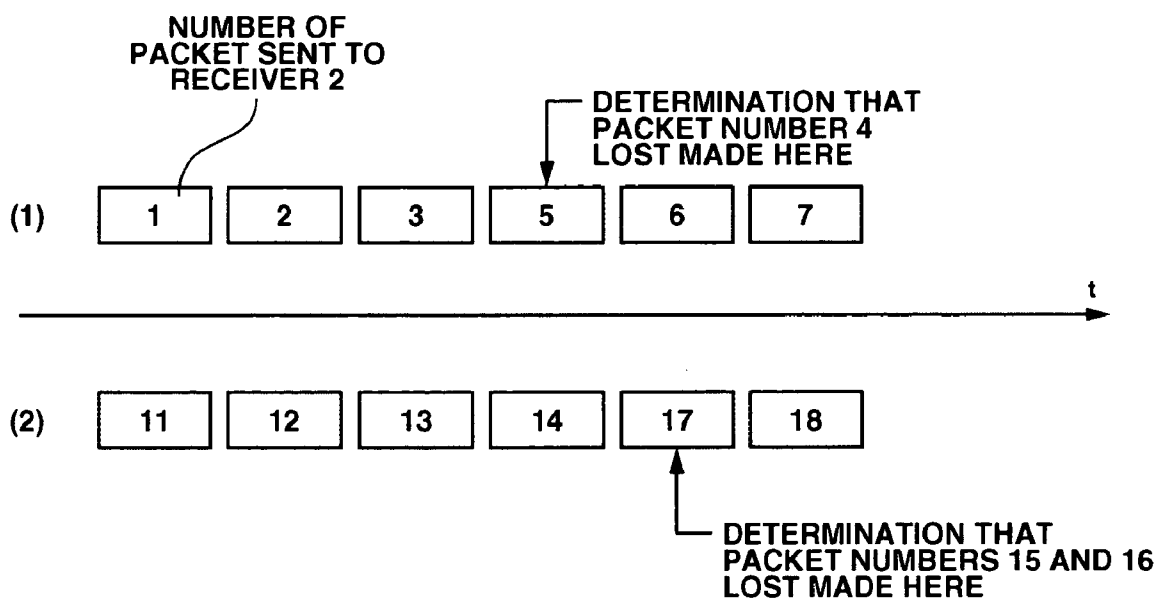 NUMBER OF
PACKET SENT TO
RECEIVER 2
DETERMINATION THAT
PACKET NUMBER 4
LOST MADE HERE
(1) 1 2 3 5 6 7
t
(2) 11 12 13 14 17 18
DETERMINATION THAT
PACKET NUMBERS 15 AND 16
LOST MADE HERE